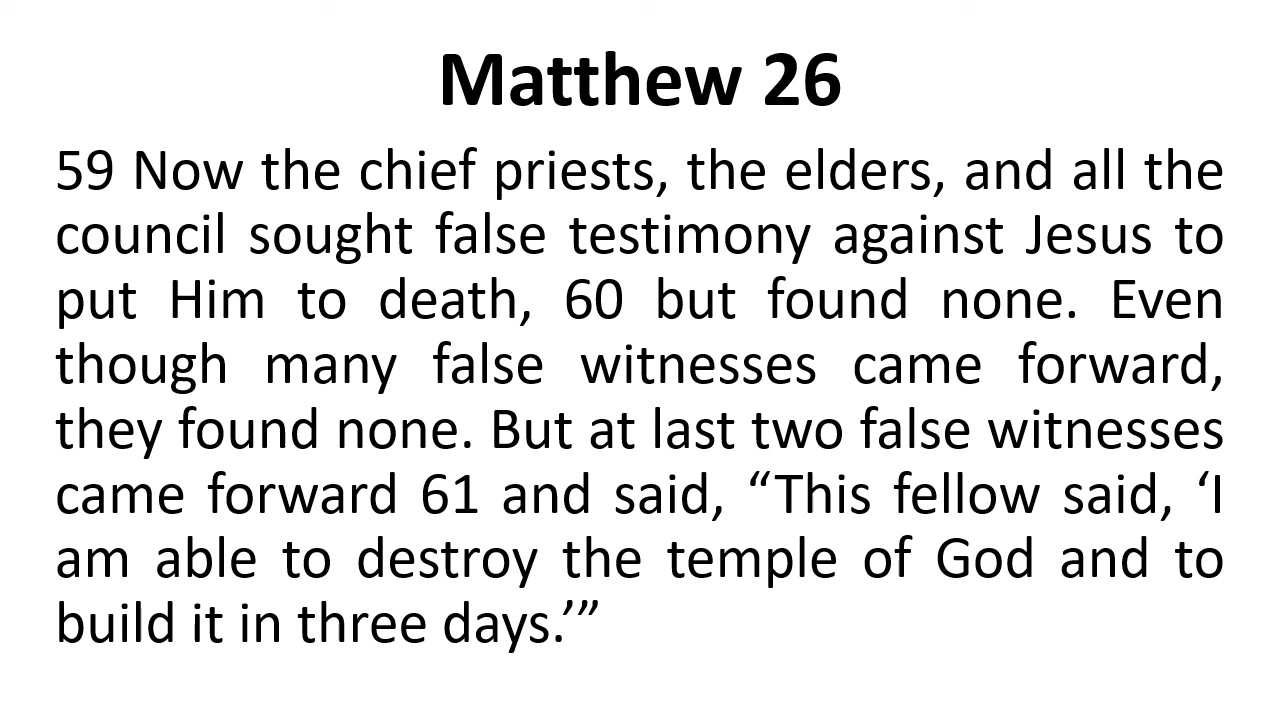 Matthew 26
59 Now the chief priests, the elders, and all the
council sought false testimony against Jesus to
put Him to death, 60 but found none. Even
though many false witnesses came forward,
they found none. But at last two false witnesses
came forward 61 and said, “This fellow said, ‘I
am able to destroy the temple of God and to
build it in three days.’”